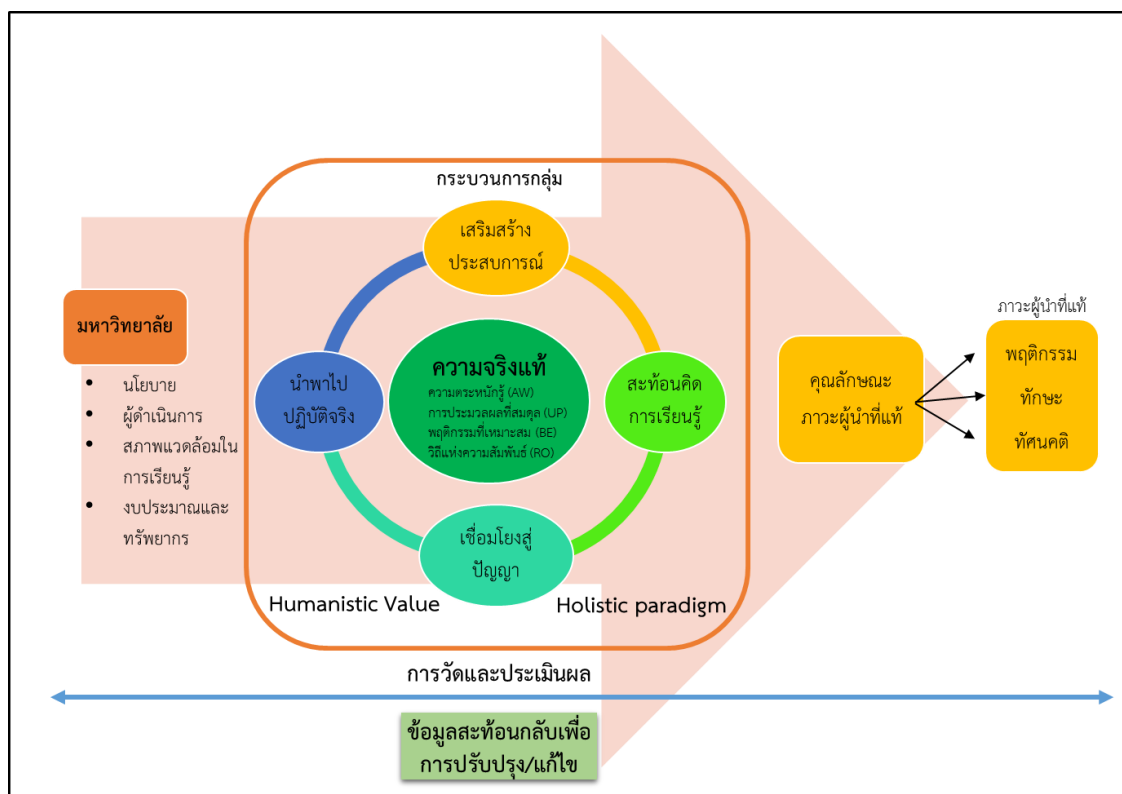 กระบวนการกลุ่ม
เสริมสร้าง
ประสบการณ์
มหาวิทยาลัย
• นโยบาย
• ผู้ดำเนินการ
• สภาพแวดล้อมใน
การเรียนรู้
• งบประมาณและ
ทรัพยากร
นำพาไป
ปฏิบัติจริง
ความจริงแท้
ความตระหนักรู้ (AW)
การประมวลผลที่สมดุล (UP)
พฤติกรรมที่เหมาะสม (BE)
วิถีแห่งความสัมพันธ์ (RO)
สะท้อนคิด
การเรียนรู้
เชื่อมโยงสู่
ปัญญา
Humanistic Value
Holistic paradigm
คุณลักษณะ
ภาวะผู้นำที่แท้
ภาวะผู้นำที่แท้
พฤติกรรม
ทักษะ
ทัศนคติ
การวัดและประเมินผล
ข้อมูลสะท้อนกลับเพื่อ
การปรับปรุง/แก้ไข